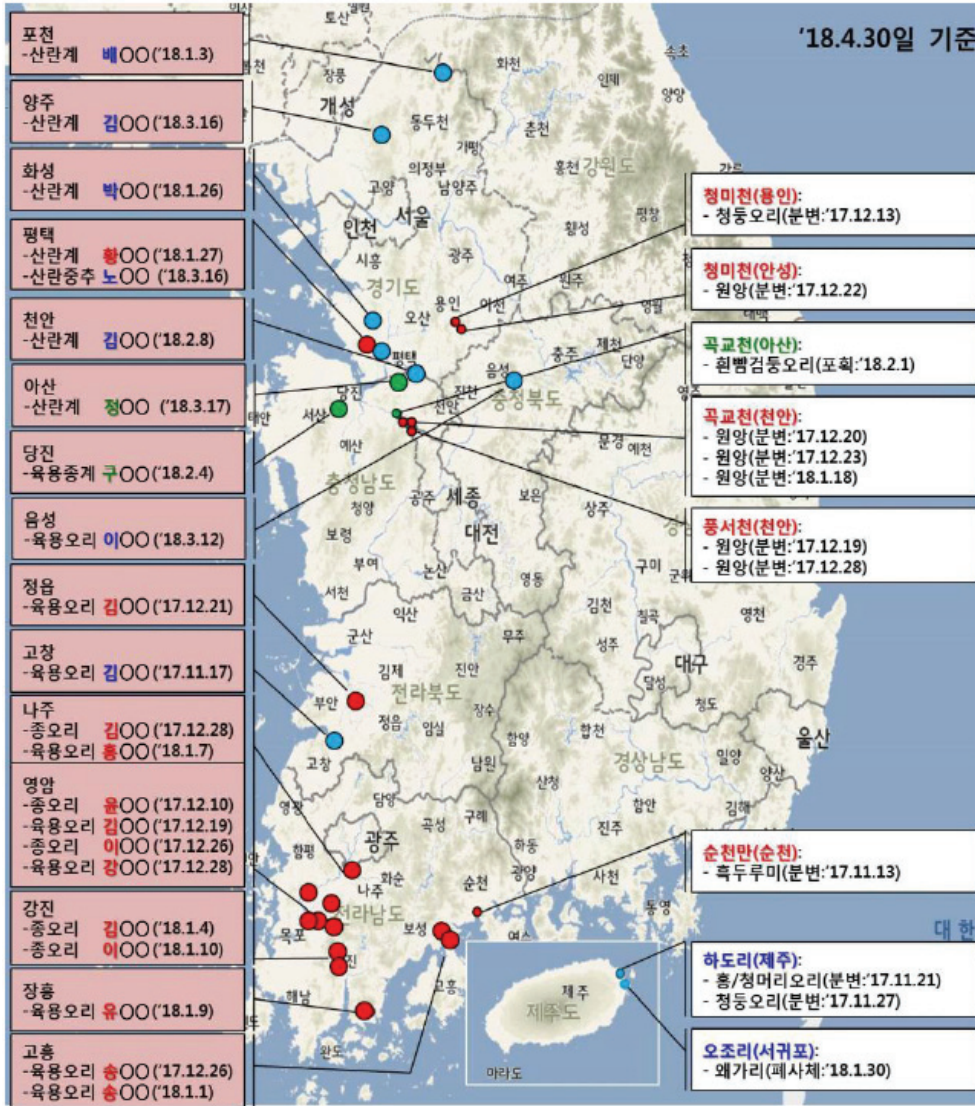 '18.4.30일 기준
포천
-산란계 배○○('18.1.3)
양주
-산란계 김○○('18.3.16)
화성
-산란계 박○○('18.1.26)
평택
-산란계 황○○('18.1.27)
-산란중추 노○○('18.3.16)
천안
-산란계 김○○('18.2.8)
아산
-산란계 정○○('18.3.17)
당진
-육용종계 구○○('18.2.4)
음성
-육용오리 이○○('18.3.12)
정읍
-육용오리 김○○('17.12.21)
고창
-육용오리 김○○('17.11.17)
나주
-종오리 김○○('17.12.28)
-육용오리 홍○○('18.1.7)
영암
-종오리 윤○○('17.12.10)
-육용오리 김○○('17.12.19)
-종오리 이○○('17.12.26)
-육용오리 강○○('17.12.28)
강진
-종오리 김○○('18.1.4)
-종오리 이○○('18.1.10)
장흥
-육용오리 유○○('18.1.9)
고흥
-육용오리 송○○('17.12.26)
-육용오리 송○○('18.1.1)
청미천(용인):
- 청둥오리(분변:'17.12.13)
청미천(안성):
- 원앙(분변:'17.12.22)
곡교천(아산):
- 흰뺨검둥오리(포획:'18.2.1)
곡교천(천안):
- 원앙(분변:'17.12.20)
- 원앙(분변:'17.12.23)
- 원앙(분변:'18.1.18)
풍서천(천안):
- 원앙(분변:'17.12.19)
- 원앙(분변:'17.12.28)
순천만(순천):
- 흑두루미(분변:'17.11.13)
하도리(제주):
- 홍/청머리오리(분변:'17.11.21)
- 청둥오리(분변:'17.11.27)
오조리(서귀포):
- 왜가리(폐사체:'18.1.30)
토산
화천
속초
장풍
인제
양양
개성
동두천
춘천
가평
강원도
의정부
홍천
고양
남양주
서울
인천
평창
횡성
시흥
광주
여주
원주
경기도
용인
이천
영월
오산
태백
평택
충주
제천
단양
음성
당진
진천
충청북도
영주
태안
서산
천안
예산
문경
예천
충청남도
공주
세종
보은
상주
청양
대전
보령
부여
논산
영동
구미
군위
서천
금산
김천
칠곡
영천
익산
군산
무주
성주
대구
경주
김제
진안
달성
전라북도
청도
부안
정읍
임실
장수
함양
합천
울산
고창
남원
경상남도
밀양
양산
산청
영광
담양
함안
김해
곡성
구례
광주
진주
함평
하동
화순
광양
사천
나주
순천
전라남도
통영
목포
보성
여수
대 한
고흥
해남
제주
제주도
완도
마라도